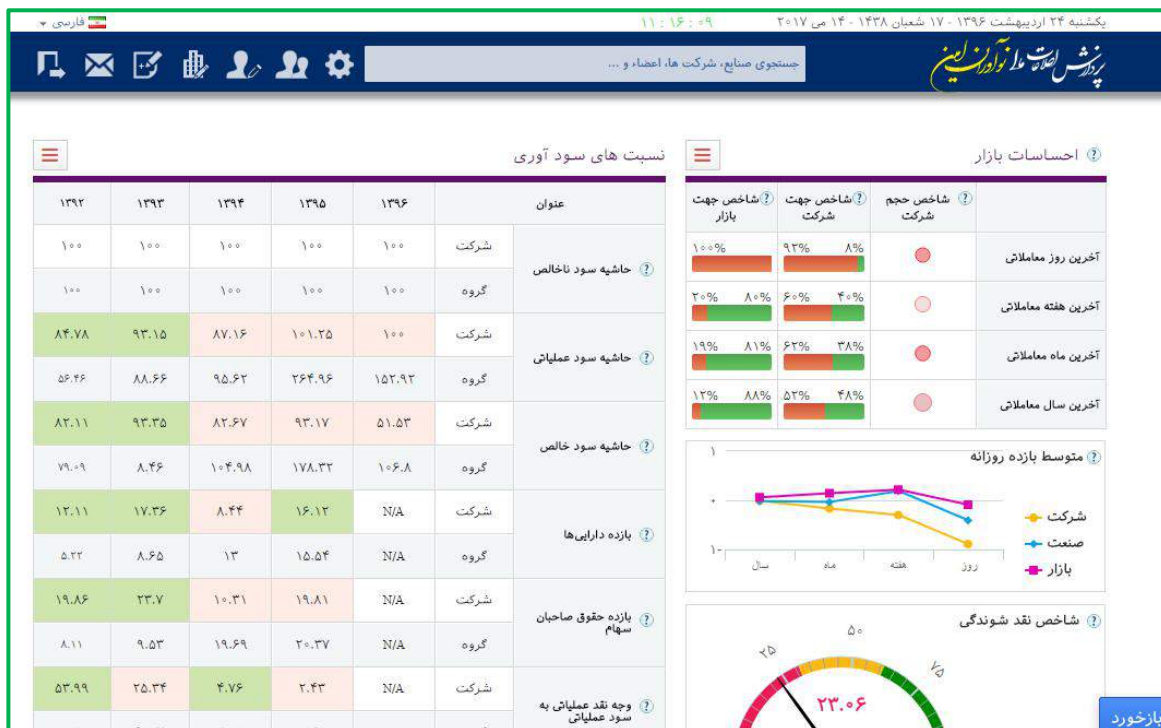 یکشنبه ۲۴ اردیبهشت ۱۳۹۶ - ۱۷ شعبان ۱۴۳۸ - ۱۴ می ۲۰۱۷
۱۱ : ۱۶ : ۰۹
فارسی
پردازش اطلاعات مالی نوآوران امین
جستجوی صنایع، شرکت ها، اعضاء و ...
احساسات بازار
شاخص حجم شرکت
شاخص جهت شرکت
شاخص جهت بازار
آخرین روز معاملاتی ۸% ۹۲% ۱۰۰%
آخرین هفته معاملاتی ۴۰% ۶۰% ۸۰% ۲۰%
آخرین ماه معاملاتی ۳۸% ۶۲% ۸۱% ۱۹%
آخرین سال معاملاتی ۴۸% ۵۲% ۸۸% ۱۲%
متوسط بازده روزانه
۱
۰
۱-
شرکت
صنعت
بازار
روز هفته ماه سال
شاخص نقد شوندگی
۲۵ ۵۰ ۷۵
۲۳.۰۶
بازخورد
نسبت های سود آوری
عنوان ۱۳۹۶ ۱۳۹۵ ۱۳۹۴ ۱۳۹۳ ۱۳۹۲
حاشیه سود ناخالص
شرکت ۱۰۰ ۱۰۰ ۱۰۰ ۱۰۰ ۱۰۰
گروه ۱۰۰ ۱۰۰ ۱۰۰ ۱۰۰ ۱۰۰
حاشیه سود عملیاتی
شرکت ۱۰۰ ۱۰۱.۲۵ ۸۷.۱۶ ۹۳.۱۵ ۸۴.۷۸
گروه ۱۵۲.۹۲ ۲۶۴.۹۶ ۹۵.۶۲ ۸۸.۶۶ ۵۶.۴۶
حاشیه سود خالص
شرکت ۵۱.۵۳ ۹۳.۱۷ ۸۲.۶۷ ۹۳.۳۵ ۸۲.۱۱
گروه ۱۰۶.۸ ۱۷۸.۳۲ ۱۰۴.۹۸ ۸.۴۶ ۷۹.۰۹
بازده دارایی‌ها
شرکت N/A ۱۶.۱۲ ۸.۴۴ ۱۷.۳۶ ۱۲.۱۱
گروه N/A ۱۵.۵۴ ۱۳ ۸.۶۵ ۵.۲۲
بازده حقوق صاحبان سهام
شرکت N/A ۱۹.۸۱ ۱۰.۳۱ ۲۳.۷ ۱۹.۸۶
گروه N/A ۲۰.۳۷ ۱۹.۶۹ ۹.۵۳ ۸.۱۱
وجه نقد عملیاتی به سود عملیاتی
شرکت N/A ۲.۴۳ ۴.۷۶ ۲۵.۳۴ ۵۳.۹۹